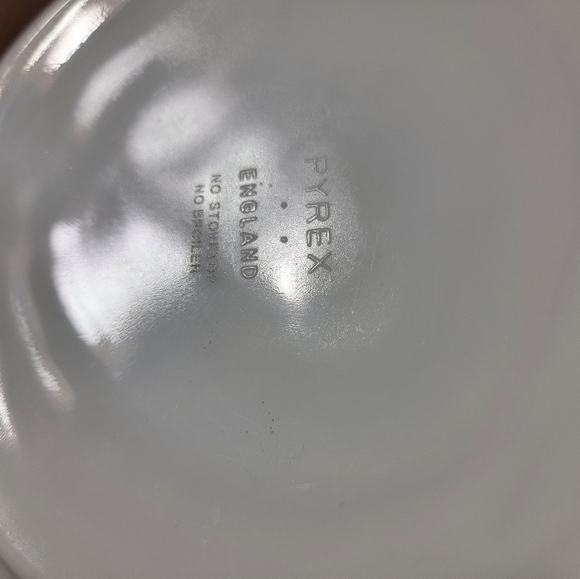 PYREX
ENGLAND
NO STOVETOP
NO BROILER